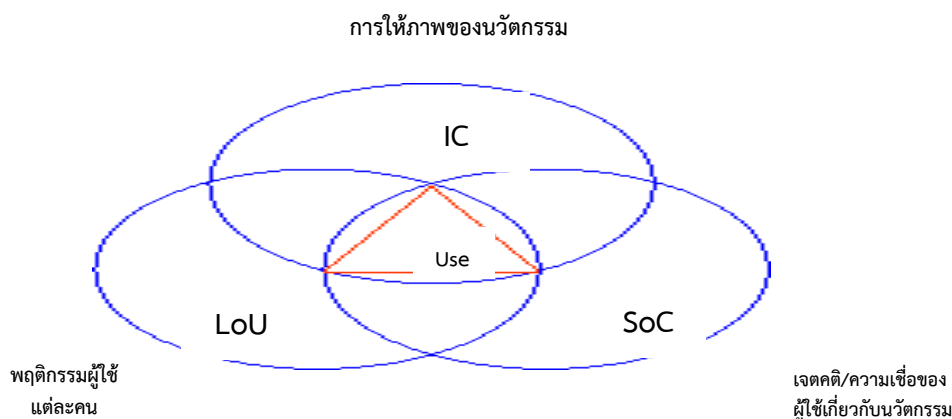 การให้ภาพของนวัตกรรม
IC
Use
LoU
SoC
พฤติกรรมผู้ใช้
แต่ละคน
เจตคติ/ความเชื่อของ
ผู้ใช้เกี่ยวกับนวัตกรรม